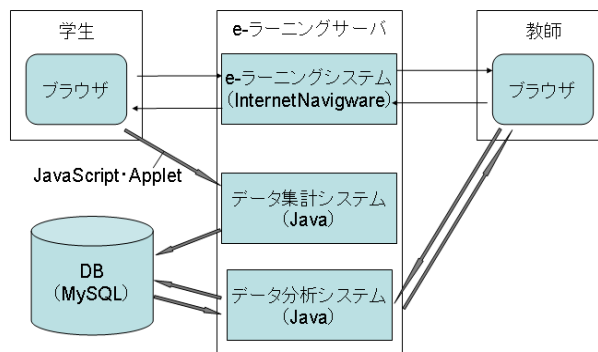 学生
ブラウザ
JavaScript・Applet
DB
(MySQL)
e-ラーニングサーバ
e-ラーニングシステム
(InternetNavigware)
データ集計システム
(Java)
データ分析システム
(Java)
教師
ブラウザ